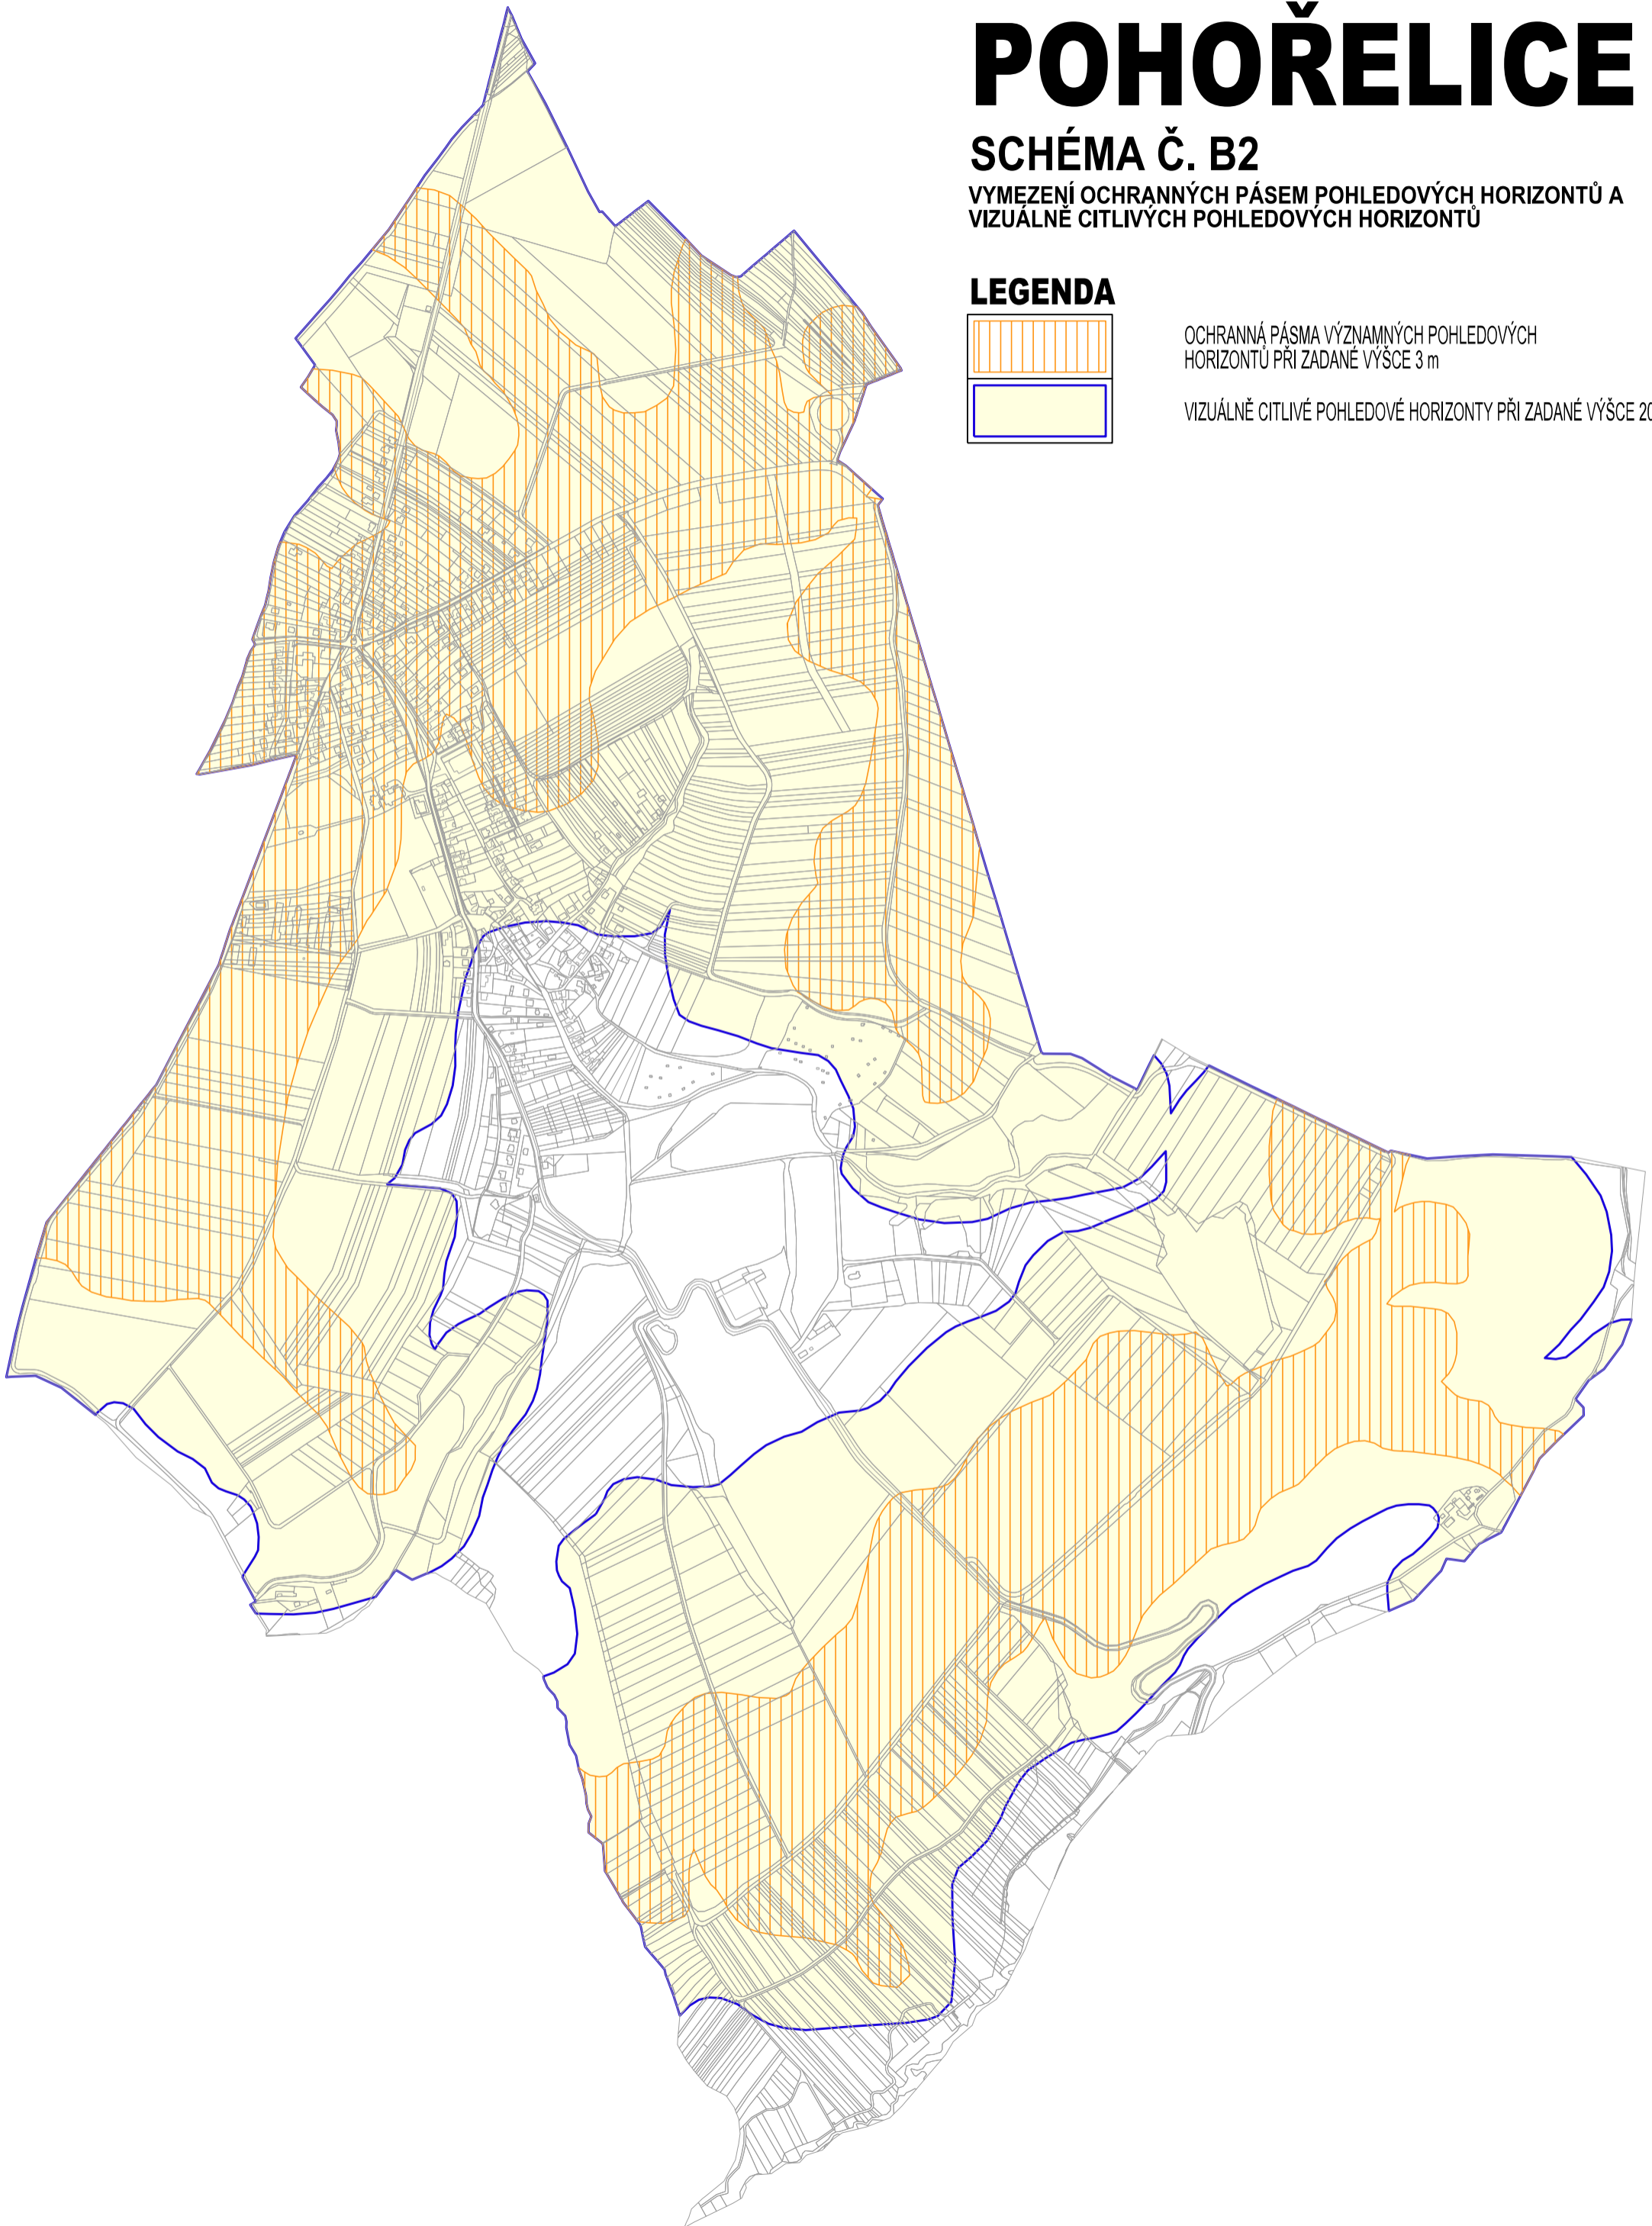 POHOŘELICE
SCHÉMA Č. B2
VYMEZENÍ OCHRANNÝCH PÁSEM POHLEDOVÝCH HORIZONTŮ A
VIZUÁLNĚ CITLIVÝCH POHLEDOVÝCH HORIZONTŮ
LEGENDA
OCHRANNÁ PÁSMA VÝZNAMNÝCH POHLEDOVÝCH
HORIZONTŮ PŘI ZADANÉ VÝŠCE 3 m
VIZUÁLNĚ CITLIVÉ POHLEDOVÉ HORIZONTY PŘI ZADANÉ VÝŠCE 20